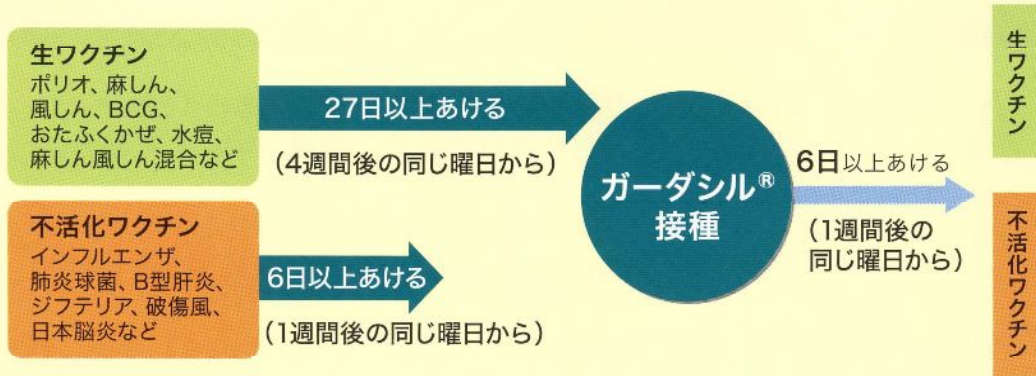 生ワクチン
ポリオ、麻しん、
風しん、BCG、
おたふくかぜ、水痘、
麻しん風しん混合など
27日以上あける
(4週間後の同じ曜日から)
不活化ワクチン
インフルエンザ、
肺炎球菌、B型肝炎、
ジフテリア、破傷風、
日本脳炎など
6日以上あける
(1週間後の同じ曜日から)
ガーダシル®
接種
6日以上あける
(1週間後の
同じ曜日から)
生ワクチン
不活化ワクチン